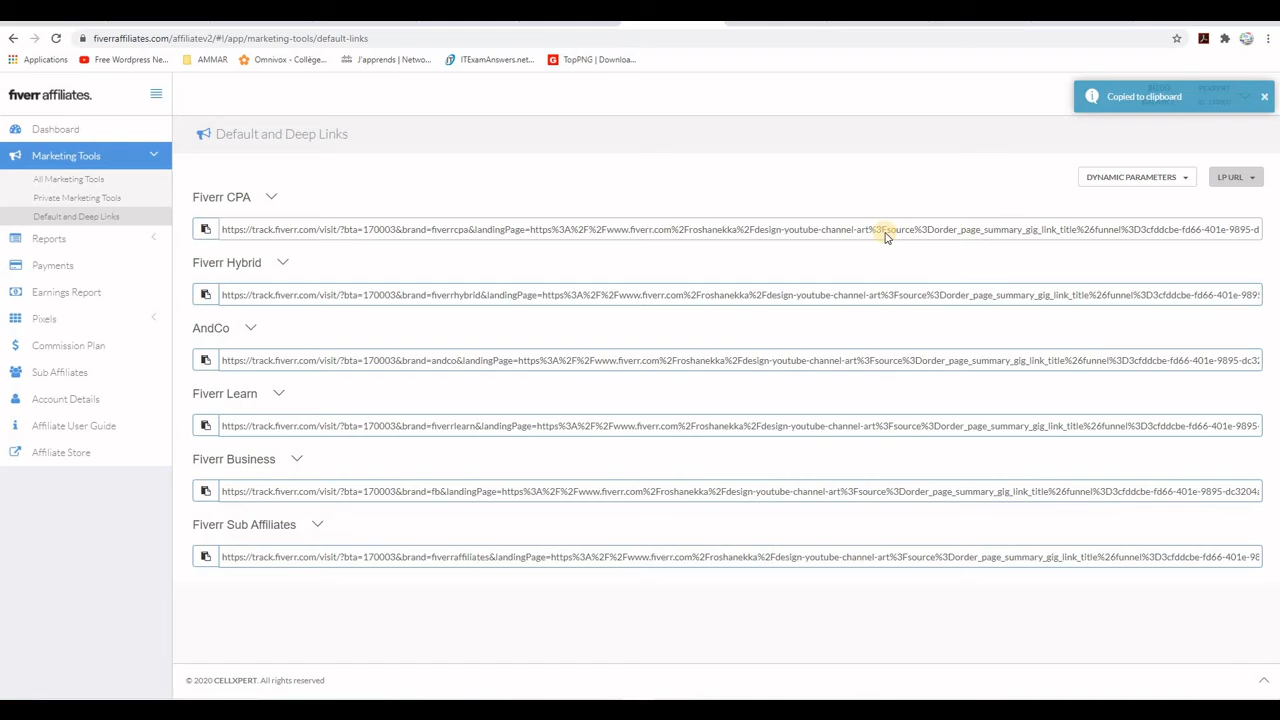 fiverraffiliates.com/affiliatev2/#!/app/marketing-tools/default-links
Applications
Free Wordpress Ne...
AMMAR
Omnivox - Collège...
J'apprends | Netwo...
ITExamAnswers.net...
TopPNG | Downloa...
fiverr affiliates.
Copied to clipboard
Dashboard
Marketing Tools
All Marketing Tools
Private Marketing Tools
Default and Deep Links
Reports
Payments
Earnings Report
Pixels
Commission Plan
Sub Affiliates
Account Details
Affiliate User Guide
Affiliate Store
Default and Deep Links
DYNAMIC PARAMETERS
LP URL
Fiverr CPA
https://track.fiverr.com/visit/?bta=170003&brand=fiverrcpa&landingPage=https%3A%2F%2Fwww.fiverr.com%2Froshanekka%2Fdesign-youtube-channel-art%3Fsource%3Dorder_page_summary_gig_link_title%26funnel%3D3cfddcbe-fd66-401e-9895-d
Fiverr Hybrid
https://track.fiverr.com/visit/?bta=170003&brand=fiverrhybrid&landingPage=https%3A%2F%2Fwww.fiverr.com%2Froshanekka%2Fdesign-youtube-channel-art%3Fsource%3Dorder_page_summary_gig_link_title%26funnel%3D3cfddcbe-fd66-401e-9895
AndCo
https://track.fiverr.com/visit/?bta=170003&brand=andco&landingPage=https%3A%2F%2Fwww.fiverr.com%2Froshanekka%2Fdesign-youtube-channel-art%3Fsource%3Dorder_page_summary_gig_link_title%26funnel%3D3cfddcbe-fd66-401e-9895-dc32
Fiverr Learn
https://track.fiverr.com/visit/?bta=170003&brand=fiverrlearn&landingPage=https%3A%2F%2Fwww.fiverr.com%2Froshanekka%2Fdesign-youtube-channel-art%3Fsource%3Dorder_page_summary_gig_link_title%26funnel%3D3cfddcbe-fd66-401e-9895-
Fiverr Business
https://track.fiverr.com/visit/?bta=170003&brand=fb&landingPage=https%3A%2F%2Fwww.fiverr.com%2Froshanekka%2Fdesign-youtube-channel-art%3Fsource%3Dorder_page_summary_gig_link_title%26funnel%3D3cfddcbe-fd66-401e-9895-dc3204
Fiverr Sub Affiliates
https://track.fiverr.com/visit/?bta=170003&brand=fiverraffiliates&landingPage=https%3A%2F%2Fwww.fiverr.com%2Froshanekka%2Fdesign-youtube-channel-art%3Fsource%3Dorder_page_summary_gig_link_title%26funnel%3D3cfddcbe-fd66-401e-98
© 2020 CELLXPERT. All rights reserved